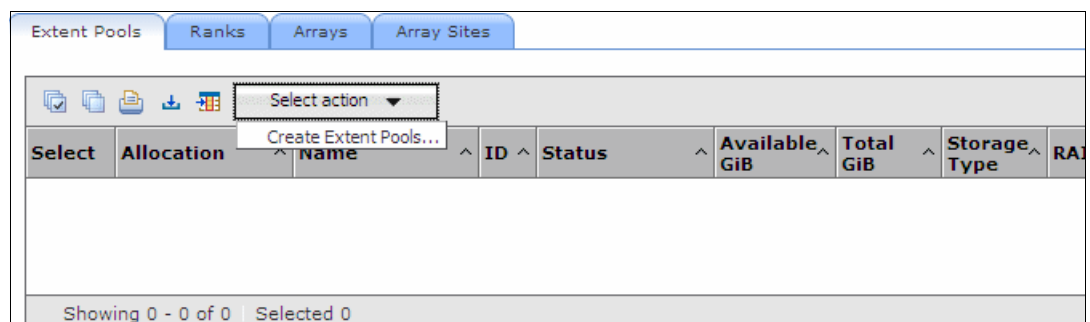 Extent Pools Ranks Arrays Array Sites
Select action
Create Extent Pools...
Select Allocation Name ID Status Available GiB Total GiB Storage Type
Showing 0 - 0 of 0 Selected 0